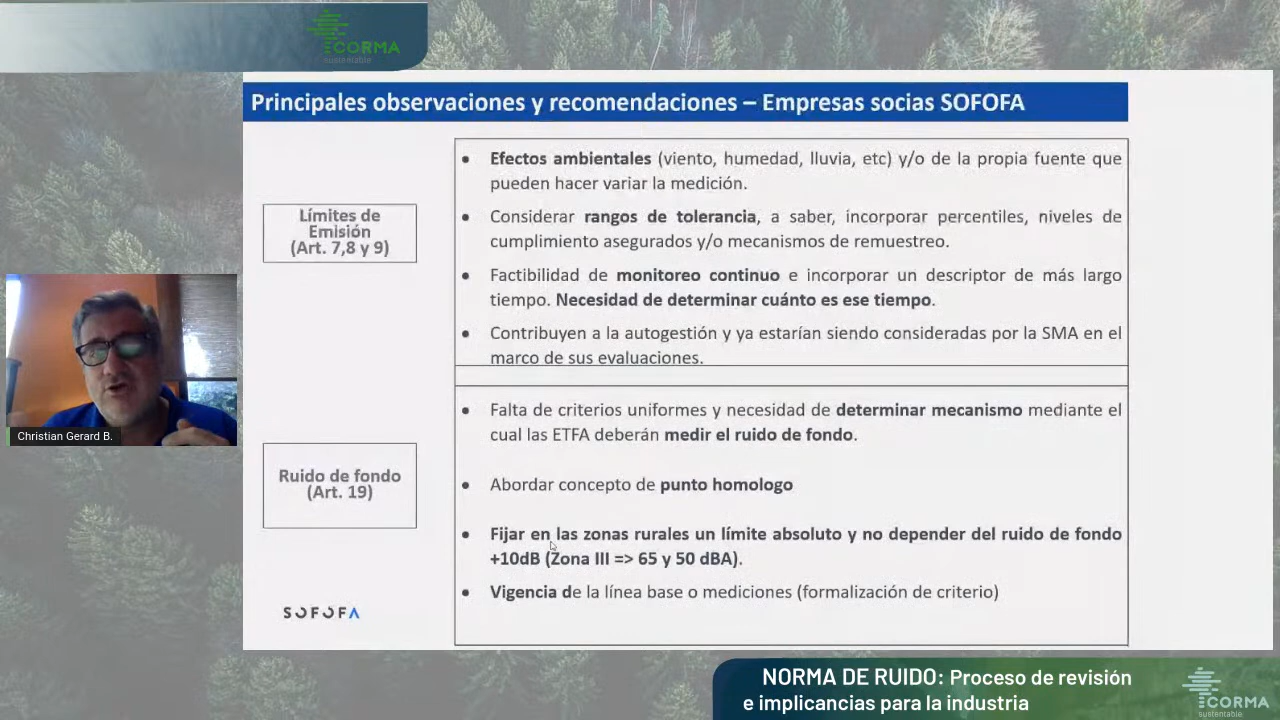 CORMA
sustentable
Principales observaciones y recomendaciones – Empresas socias SOFOFA
Límites de
Emisión
(Art. 7,8 y 9)
• Efectos ambientales (viento, humedad, lluvia, etc) y/o de la propia fuente que
pueden hacer variar la medición.
• Considerar rangos de tolerancia, a saber, incorporar percentiles, niveles de
cumplimiento asegurados y/o mecanismos de remuestreo.
• Factibilidad de monitoreo continuo e incorporar un descriptor de más largo
tiempo. Necesidad de determinar cuánto es ese tiempo.
• Contribuyen a la autogestión y ya estarían siendo consideradas por la SMA en el
marco de sus evaluaciones.
Christian Gerard B.
Ruido de fondo
(Art. 19)
• Falta de criterios uniformes y necesidad de determinar mecanismo mediante el
cual las ETFA deberán medir el ruido de fondo.
• Abordar concepto de punto homologo
• Fijar en las zonas rurales un límite absoluto y no depender del ruido de fondo
+10dB (Zona III => 65 y 50 dBA).
• Vigencia de la línea base o mediciones (formalización de criterio)
SOFOFA
NORMA DE RUIDO: Proceso de revisión
e implicancias para la industria
CORMA
sustentable